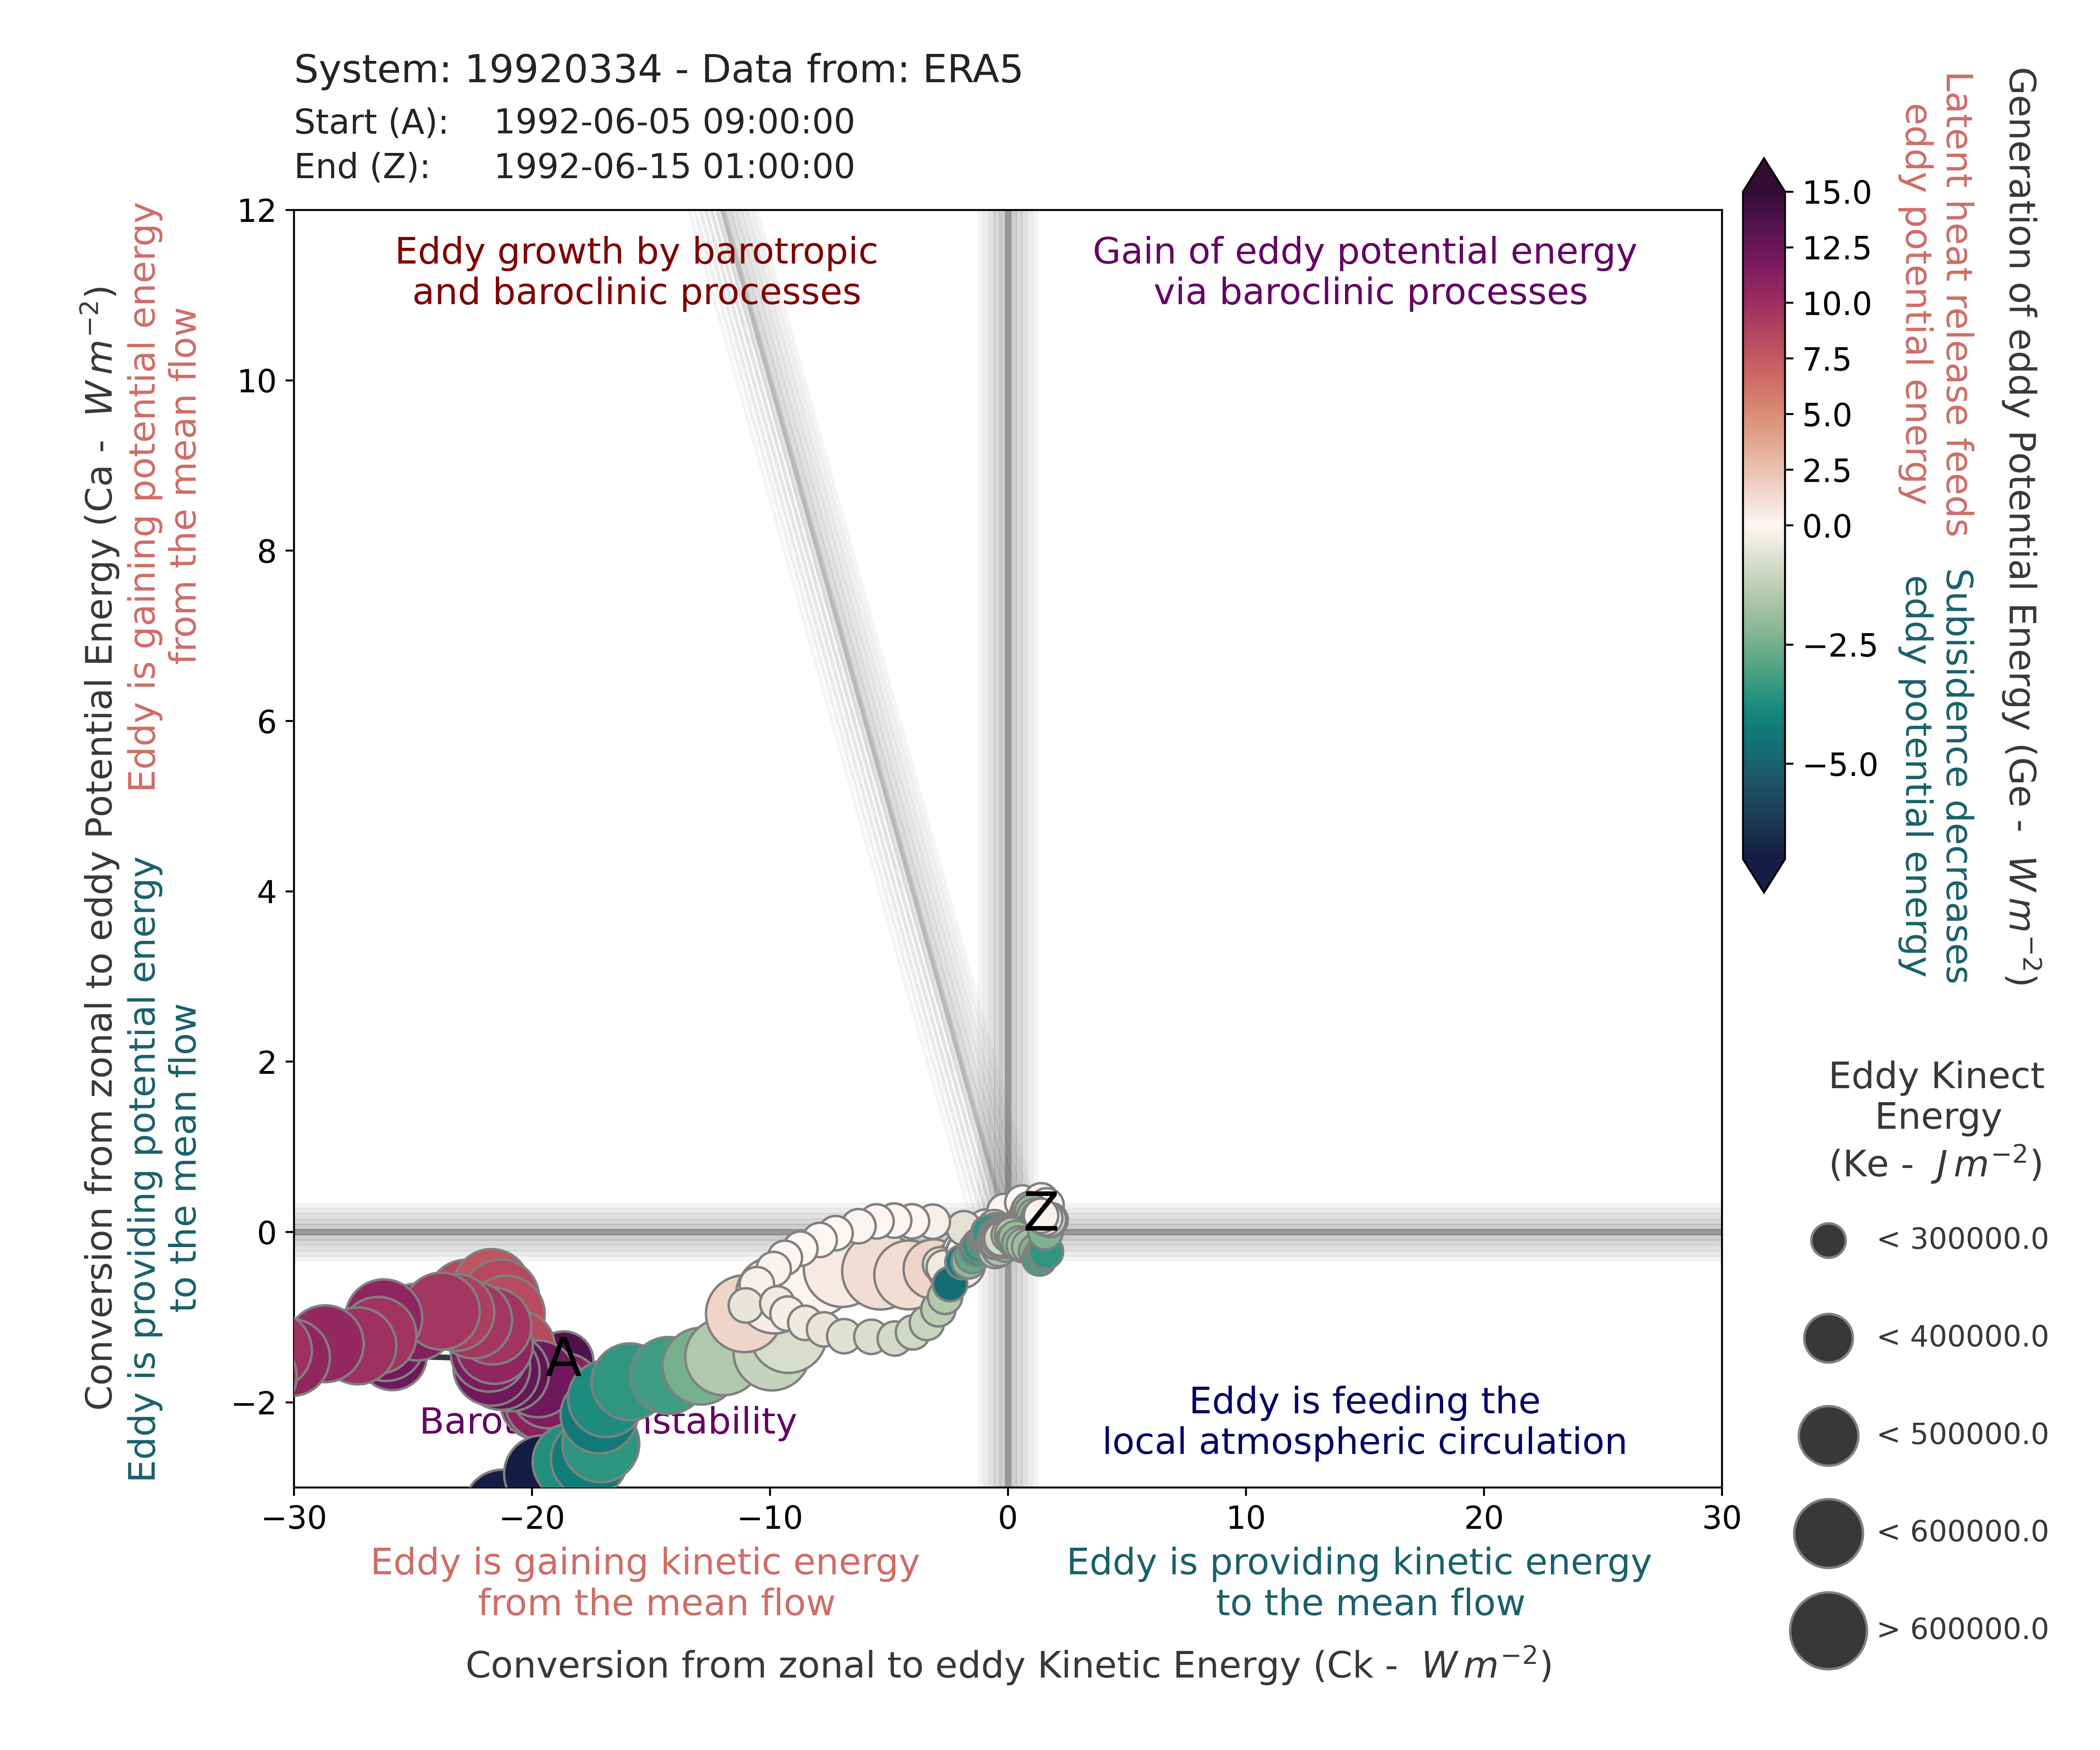 System: 19920334 - Data from: ERA5
Start (A): 1992-06-05 09:00:00
End (Z): 1992-06-15 01:00:00
Conversion from zonal to eddy Potential Energy (Ca - W m⁻²)
Eddy is gaining potential energy
from the mean flow
Eddy is providing potential energy
to the mean flow
12
10
8
6
4
2
0
−2
Eddy growth by barotropic
and baroclinic processes
Gain of eddy potential energy
via baroclinic processes
A
Z
Baro stability
Eddy is feeding the
local atmospheric circulation
−30
−20
−10
0
10
20
30
Eddy is gaining kinetic energy
from the mean flow
Eddy is providing kinetic energy
to the mean flow
Conversion from zonal to eddy Kinetic Energy (Ck - W m⁻²)
15.0
12.5
10.0
7.5
5.0
2.5
0.0
−2.5
−5.0
Latent heat release feeds
eddy potential energy
Subisidence decreases
eddy potential energy
Generation of eddy Potential Energy (Ge - W m⁻²)
Eddy Kinect
Energy
(Ke - J m⁻²)
< 300000.0
< 400000.0
< 500000.0
< 600000.0
> 600000.0